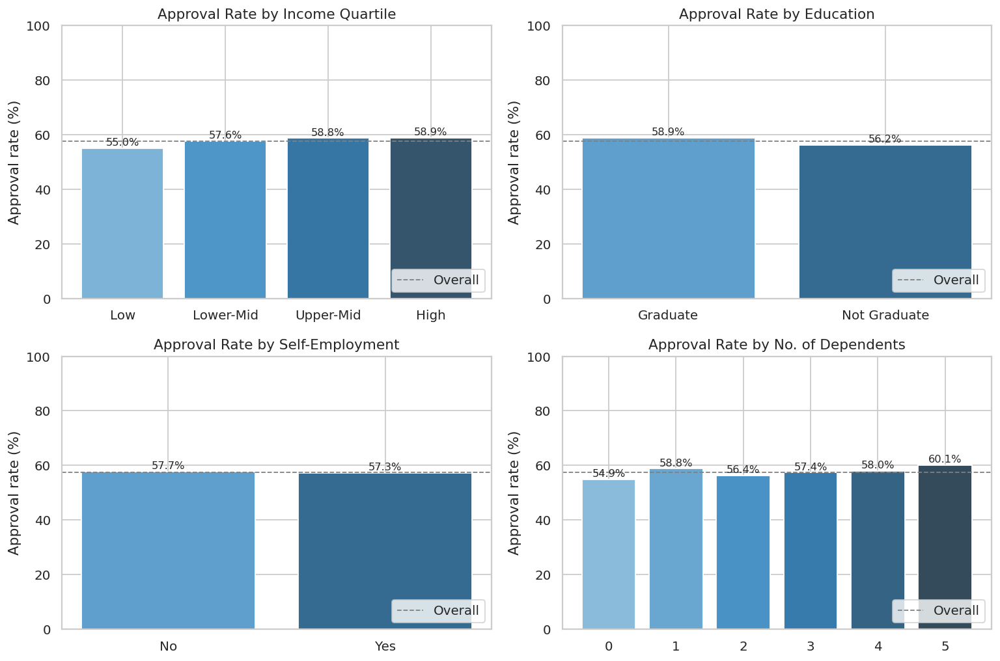 Approval Rate by Income Quartile
Approval rate (%)
100
80
60
40
20
0
55.0%
57.6%
58.8%
58.9%
Overall
Low
Lower-Mid
Upper-Mid
High
Approval Rate by Education
Approval rate (%)
100
80
60
40
20
0
58.9%
56.2%
Overall
Graduate
Not Graduate
Approval Rate by Self-Employment
Approval rate (%)
100
80
60
40
20
0
57.7%
57.3%
Overall
No
Yes
Approval Rate by No. of Dependents
Approval rate (%)
100
80
60
40
20
0
54.9%
58.8%
56.4%
57.4%
58.0%
60.1%
Overall
0
1
2
3
4
5